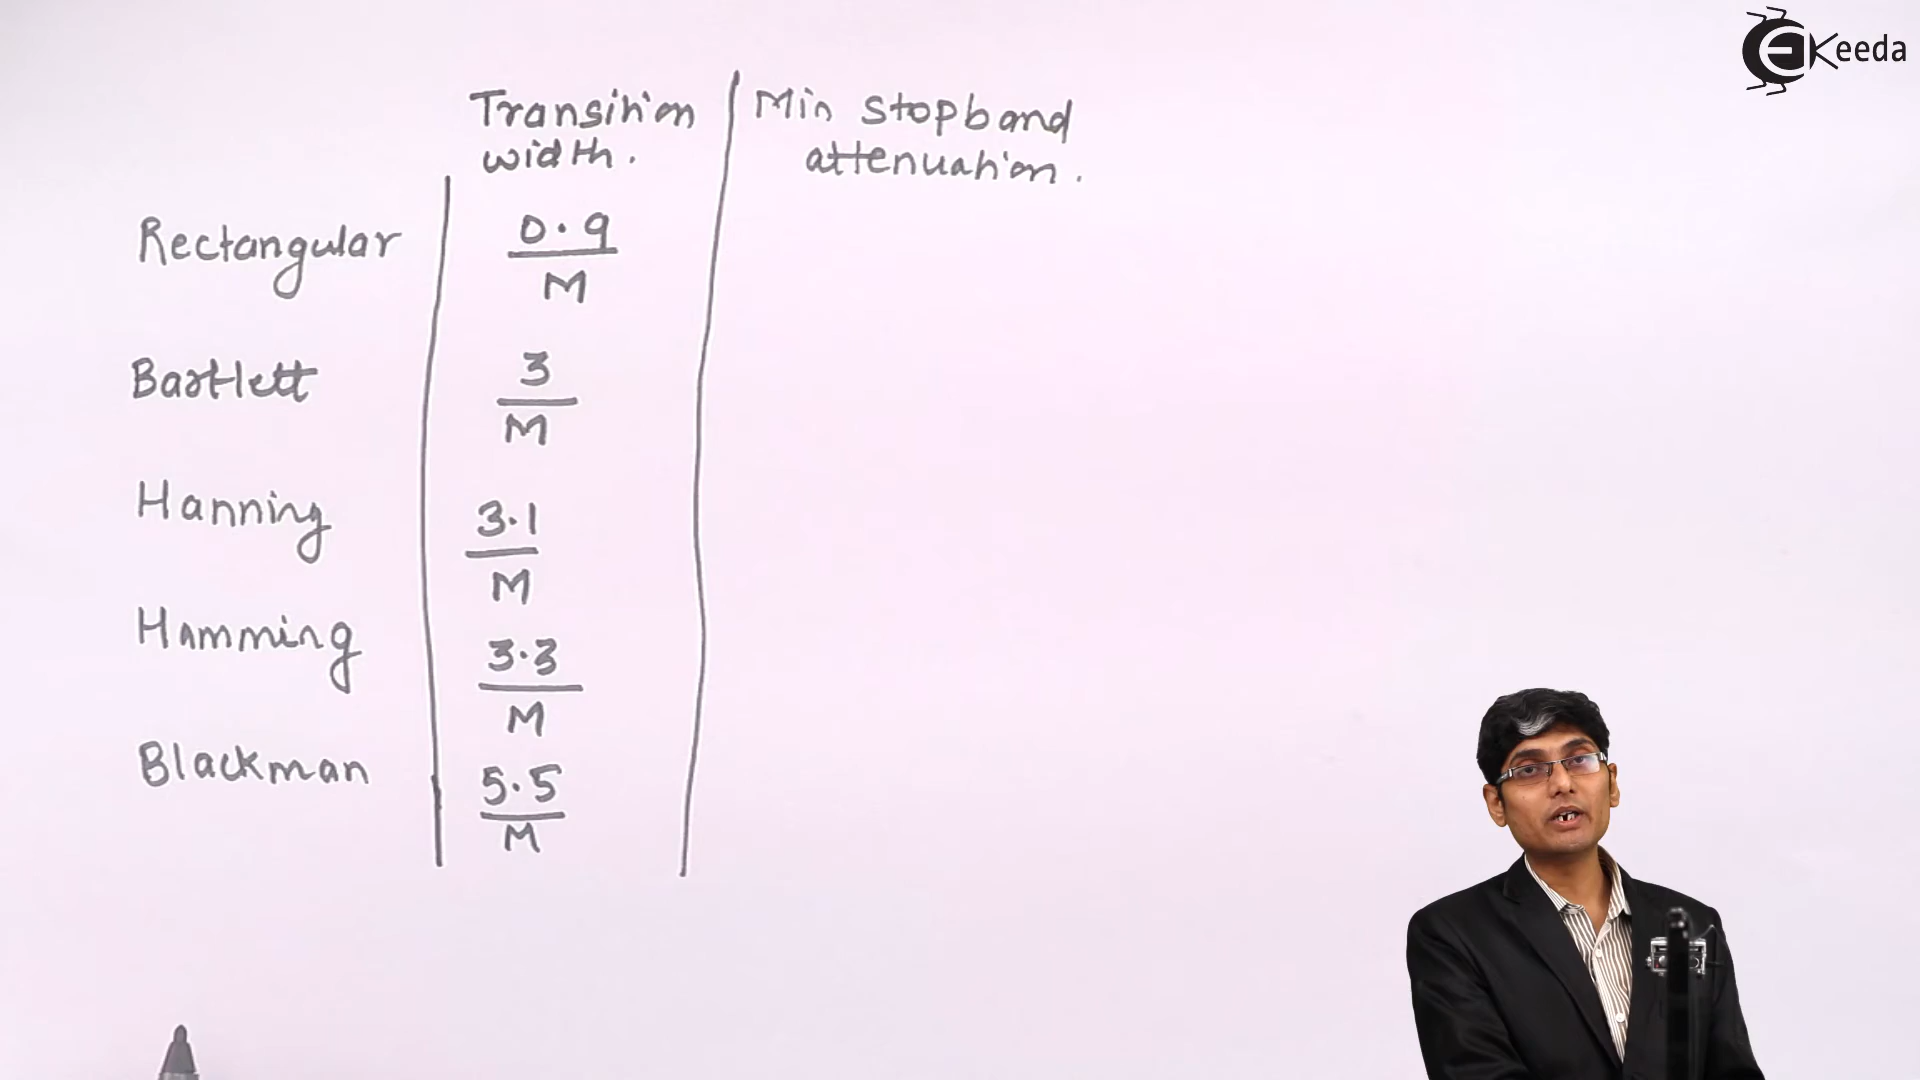 EKeeda
Transition width.
Min stopband attenuation.
Rectangular 0.9/M
Bartlett 3/M
Hanning 3.1/M
Hamming 3.3/M
Blackman 5.5/M